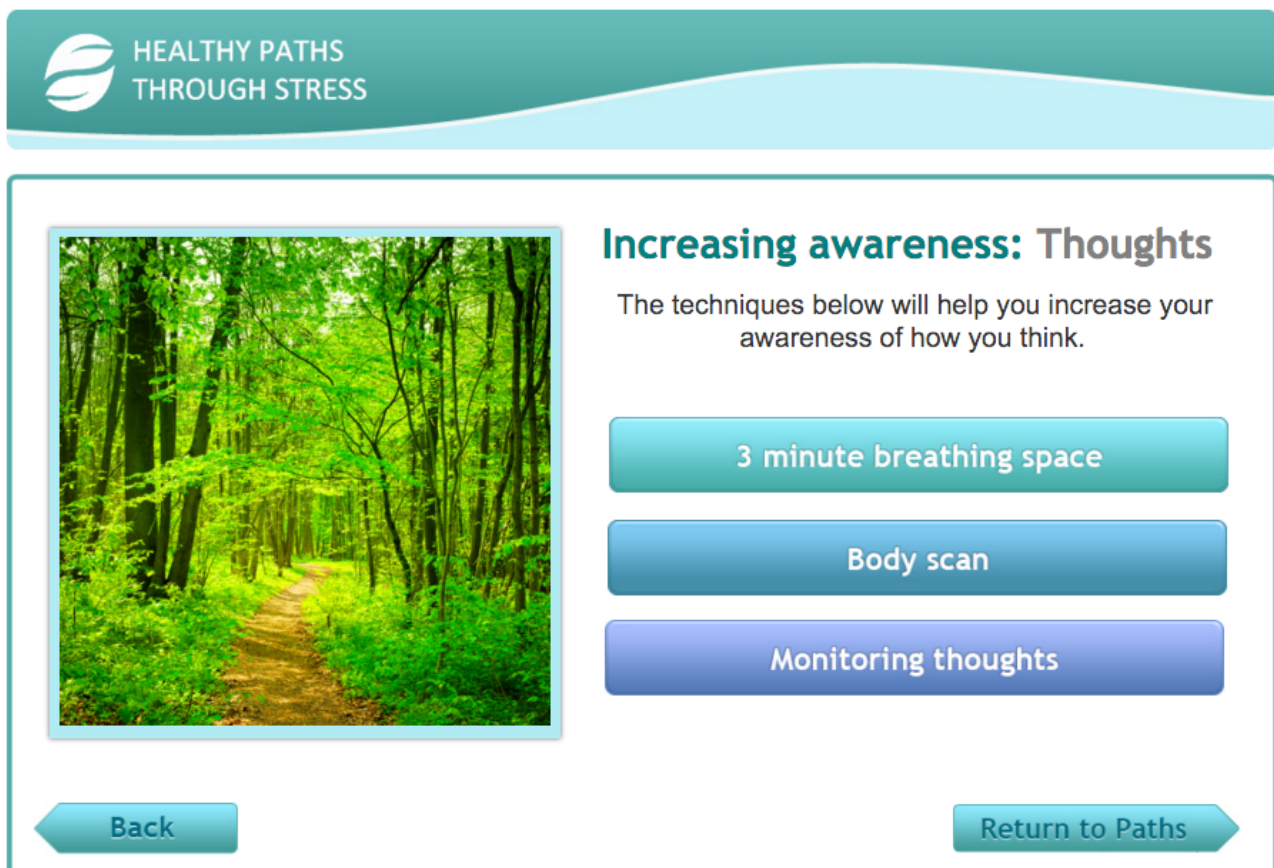 HEALTHY PATHS
THROUGH STRESS
Increasing awareness: Thoughts
The techniques below will help you increase your
awareness of how you think.
3 minute breathing space
Body scan
Monitoring thoughts
Back
Return to Paths